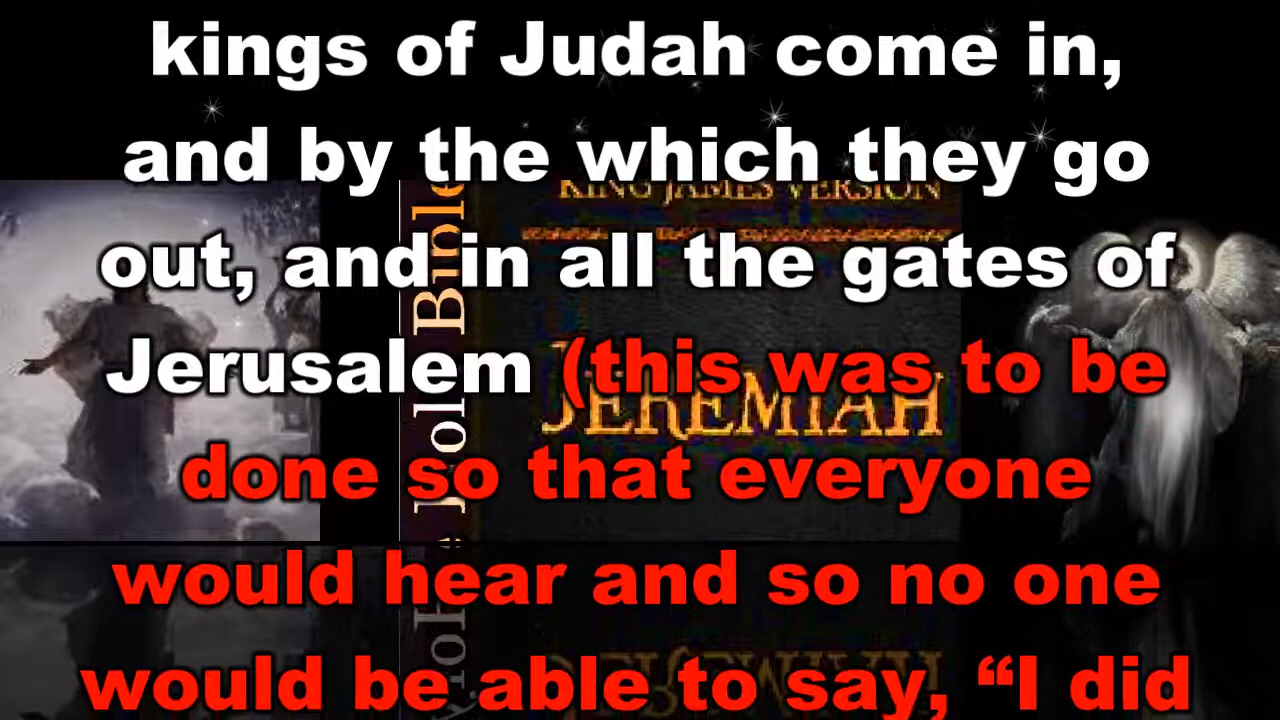 kings of Judah come in,
and by the which they go
KING JAMES VERSION
out, and in all the gates of
Jerusalem (this was to be
JEREMIAH
done so that everyone
would hear and so no one
would be able to say, “I did